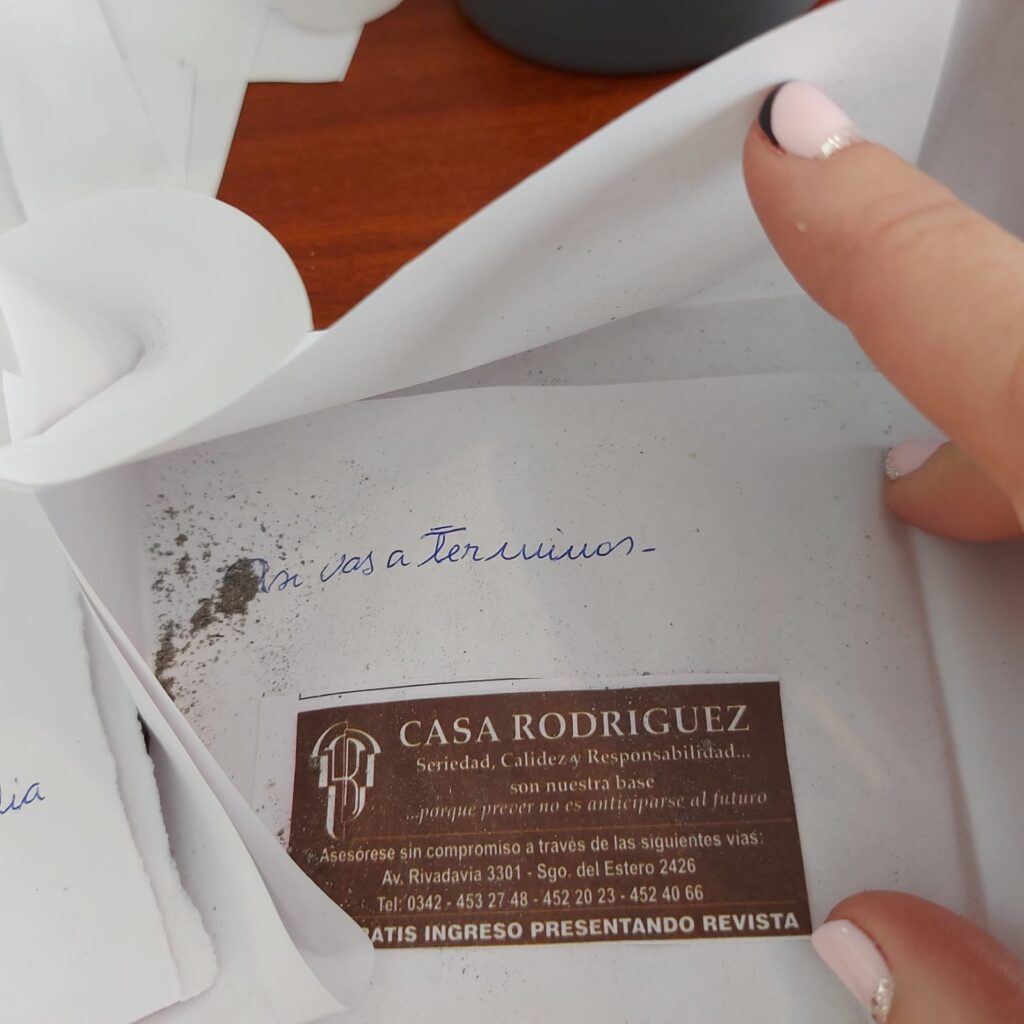 Asi vas a Terminar-
lia
CASA RODRIGUEZ
Seriedad, Calidez y Responsabilidad...
son nuestra base
...porque prever no es anticiparse al futuro
Asesórese sin compromiso a través de las siguientes vías:
Av. Rivadavia 3301 - Sgo. del Estero 2426
Tel: 0342 - 453 27 48 - 452 20 23 - 452 40 66
RATIS INGRESO PRESENTANDO REVISTA